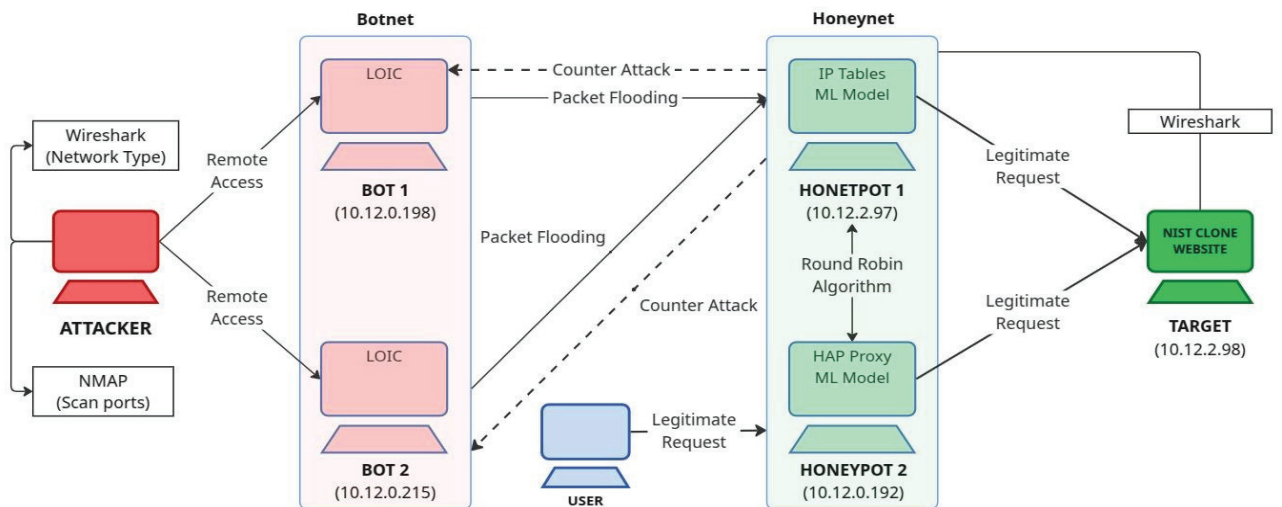 Botnet
Honeynet
LOIC
Counter Attack
Packet Flooding
IP Tables
ML Model
Wireshark
(Network Type)
Remote
Access
BOT 1
(10.12.0.198)
HONETPOT 1
(10.12.2.97)
Legitimate
Request
Wireshark
ATTACKER
Packet Flooding
Round Robin
Algorithm
NIST CLONE
WEBSITE
TARGET
(10.12.2.98)
Remote
Access
Counter Attack
Legitimate
Request
NMAP
(Scan ports)
LOIC
HAP Proxy
ML Model
Legitimate
Request
BOT 2
(10.12.0.215)
USER
HONEYPOT 2
(10.12.0.192)